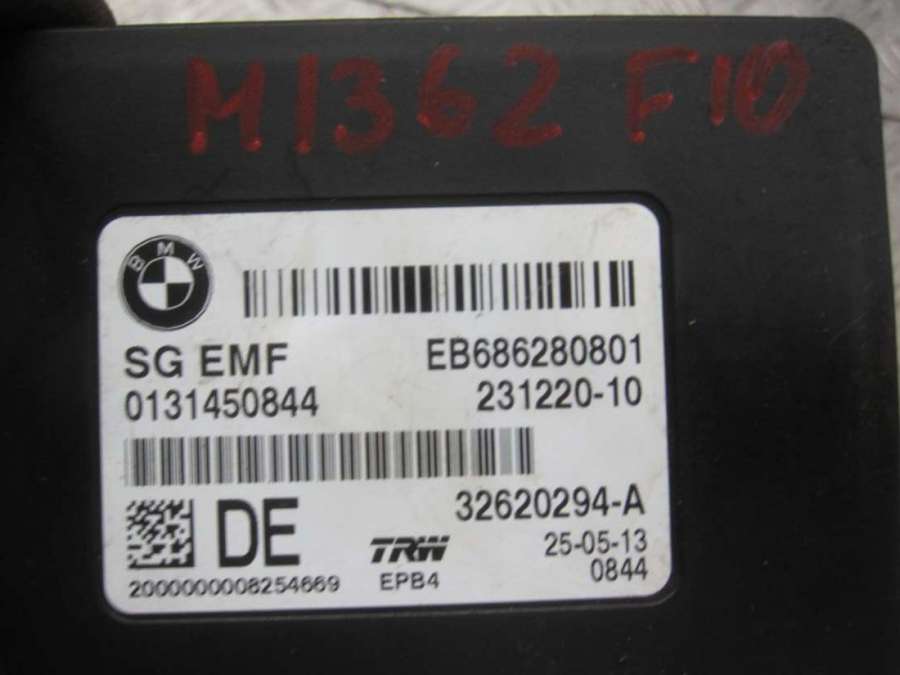 M1362 F10
BMW
SG EMF EB686280801
0131450844 231220-10
32620294-A
DE
TRW 25-05-13
EPB4 0844
2000000008254669